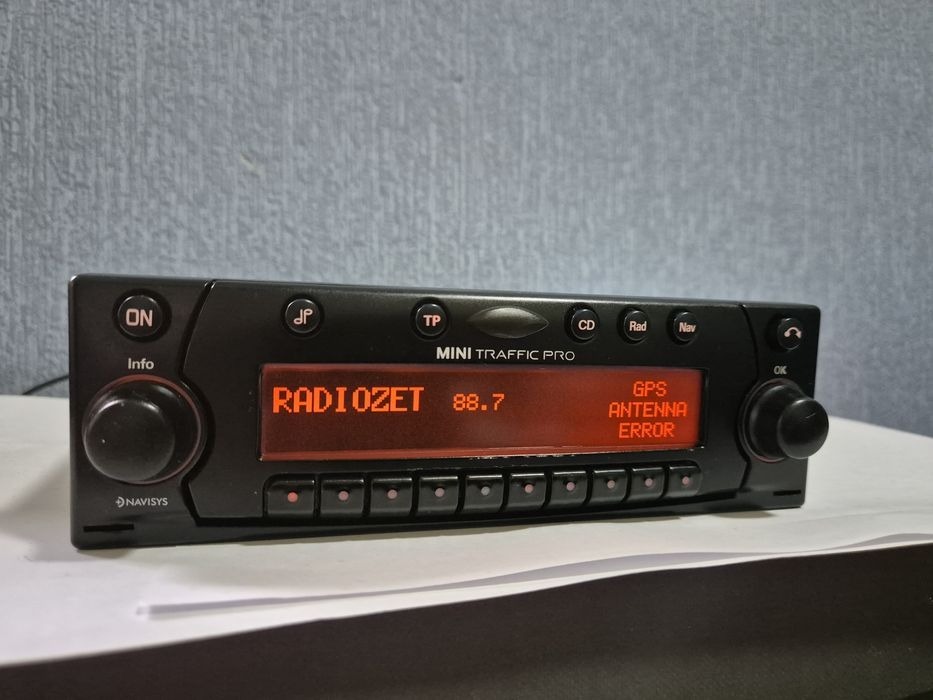 ON
TP
CD
Rad
Nav
MINI TRAFFIC PRO
Info
OK
RADIOZET 88.7
GPS
ANTENNA
ERROR
NAVISYS